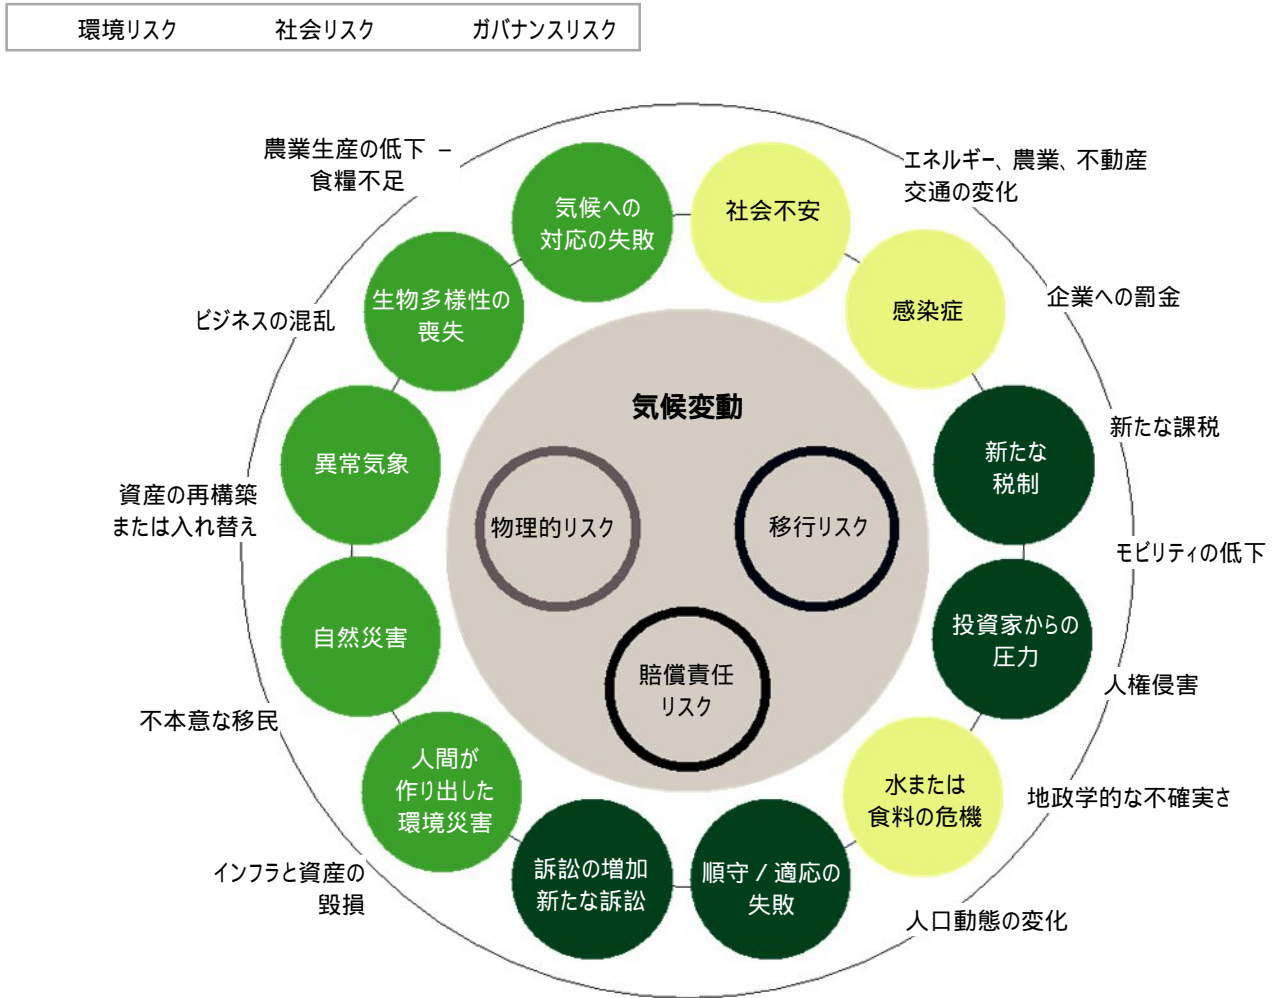 環境リスク 社会リスク ガバナンスリスク
農業生産の低下 –
食糧不足
エネルギー、農業、不動産
交通の変化
気候への
対応の失敗
社会不安
生物多様性の
喪失
感染症
企業への罰金
ビジネスの混乱
気候変動
新たな課税
異常気象
新たな
税制
資産の再構築
または入れ替え
物理的リスク
移行リスク
モビリティの低下
自然災害
投資家からの
圧力
賠償責任
リスク
人権侵害
不本意な移民
人間が
作り出した
環境災害
水または
食料の危機
地政学的な不確実さ
インフラと資産の
毀損
訴訟の増加
新たな訴訟
順守 / 適応の
失敗
人口動態の変化